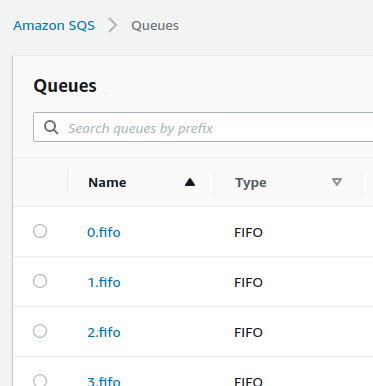 Amazon SQS > Queues
Queues
Search queues by prefix
Name Type
0.fifo FIFO
1.fifo FIFO
2.fifo FIFO
3.fifo FIFO